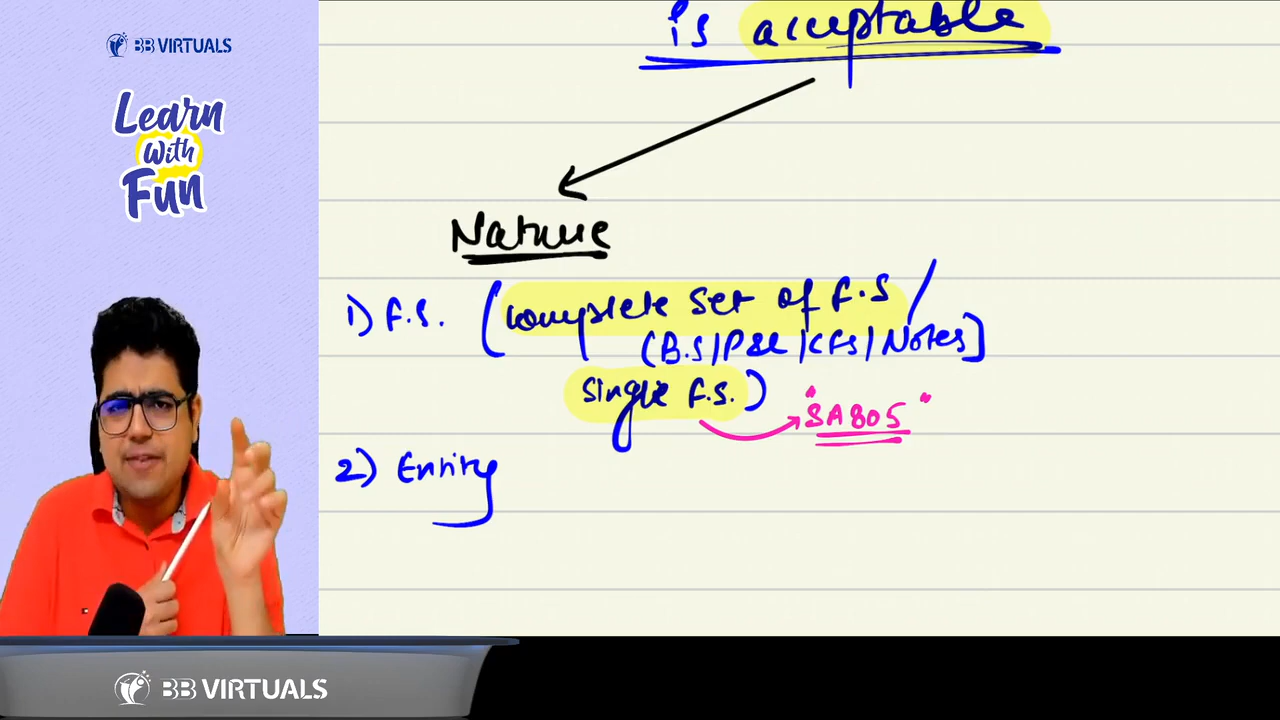 BB VIRTUALS
Learn
With
Fun
is acceptable
Nature
1) F.S. (Complete Set of F.S /
(B.S/P&L/CFS/Notes]
Single F.S.)
"SA805"
2) Entity
BB VIRTUALS